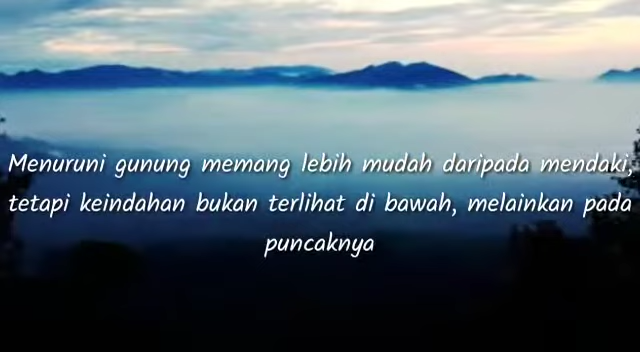 Menuruni gunung memang lebih mudah daripada mendaki,
tetapi keindahan bukan terlihat di bawah, melainkan pada
puncaknya